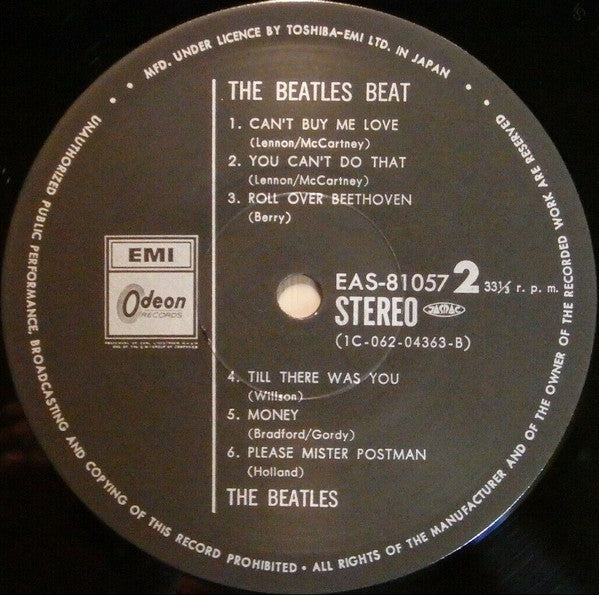 • • MFD. UNDER LICENCE BY TOSHIBA-EMI LTD. IN JAPAN • •
THE BEATLES BEAT
1. CAN'T BUY ME LOVE
(Lennon/McCartney)
2. YOU CAN'T DO THAT
(Lennon/McCartney)
3. ROLL OVER BEETHOVEN
(Berry)
EMI
Odeon
RECORDS
EAS-81057 2 33⅓ r. p. m.
STEREO JASRAC
(1C-062-04363-B)
4. TILL THERE WAS YOU
(Willson)
5. MONEY
(Bradford/Gordy)
6. PLEASE MISTER POSTMAN
(Holland)
THE BEATLES
UNAUTHORIZED PUBLIC PERFORMANCE, BROADCASTING AND COPYING OF THIS RECORD PROHIBITED • ALL RIGHTS OF THE MANUFACTURER AND OF THE OWNER OF THE RECORDED WORK ARE RESERVED